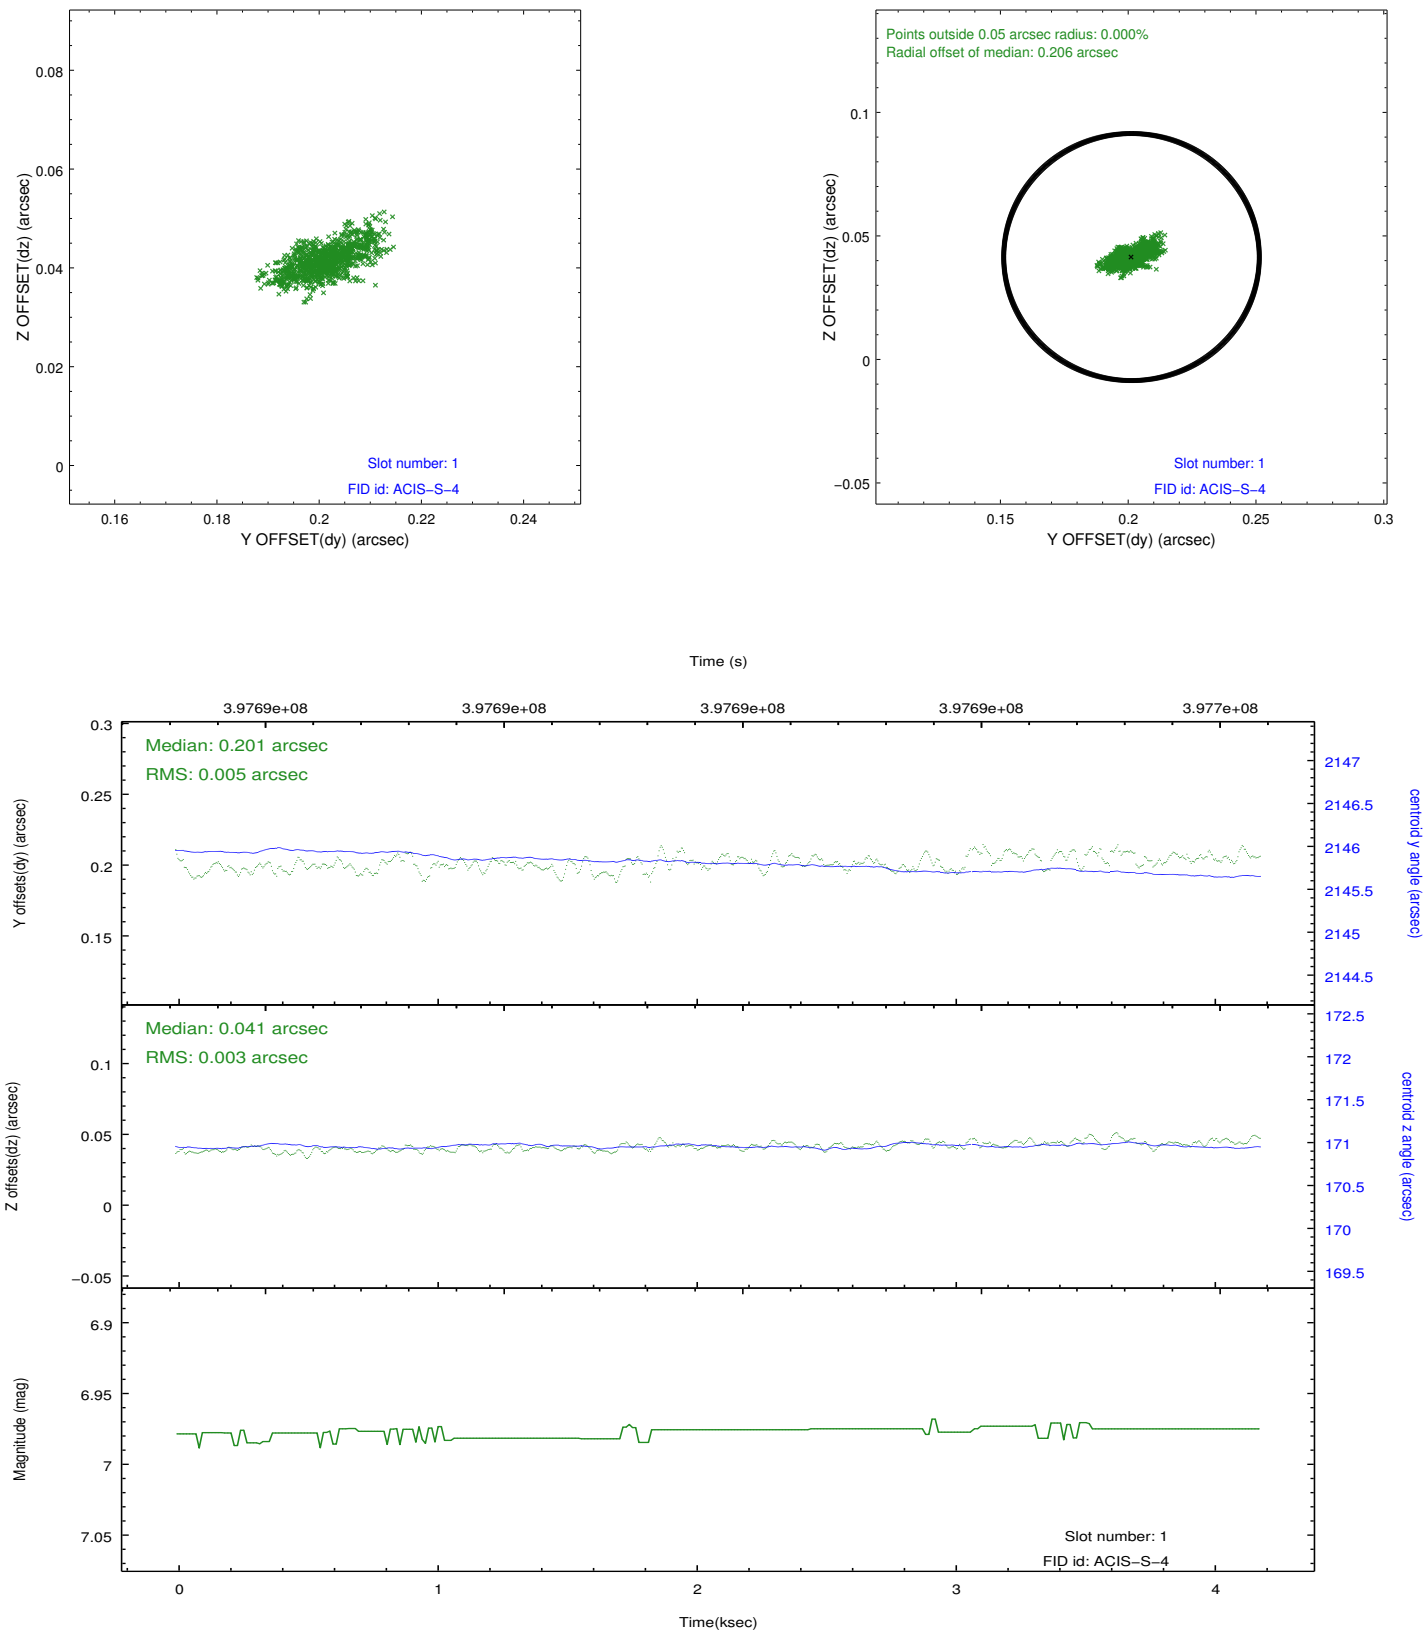 0.08
0.06
0.04
0.02
0
Z OFFSET(dz) (arcsec)
Slot number: 1
FID id: ACIS−S−4
0.16 0.18 0.2 0.22 0.24
Y OFFSET(dy) (arcsec)
Points outside 0.05 arcsec radius: 0.000%
Radial offset of median: 0.206 arcsec
0.1
0.05
0
−0.05
Z OFFSET(dz) (arcsec)
Slot number: 1
FID id: ACIS−S−4
0.15 0.2 0.25 0.3
Y OFFSET(dy) (arcsec)
Time (s)
3.9769e+08 3.9769e+08 3.9769e+08 3.9769e+08 3.977e+08
0.3
0.25
0.2
0.15
Y offsets(dy) (arcsec)
Median: 0.201 arcsec
RMS: 0.005 arcsec
2147
2146.5
2146
2145.5
2145
2144.5
centroid y angle (arcsec)
0.1
0.05
0
−0.05
Z offsets(dz) (arcsec)
Median: 0.041 arcsec
RMS: 0.003 arcsec
172.5
172
171.5
171
170.5
170
169.5
centroid z angle (arcsec)
6.9
6.95
7
7.05
Magnitude (mag)
Slot number: 1
FID id: ACIS−S−4
0 1 2 3 4
Time(ksec)